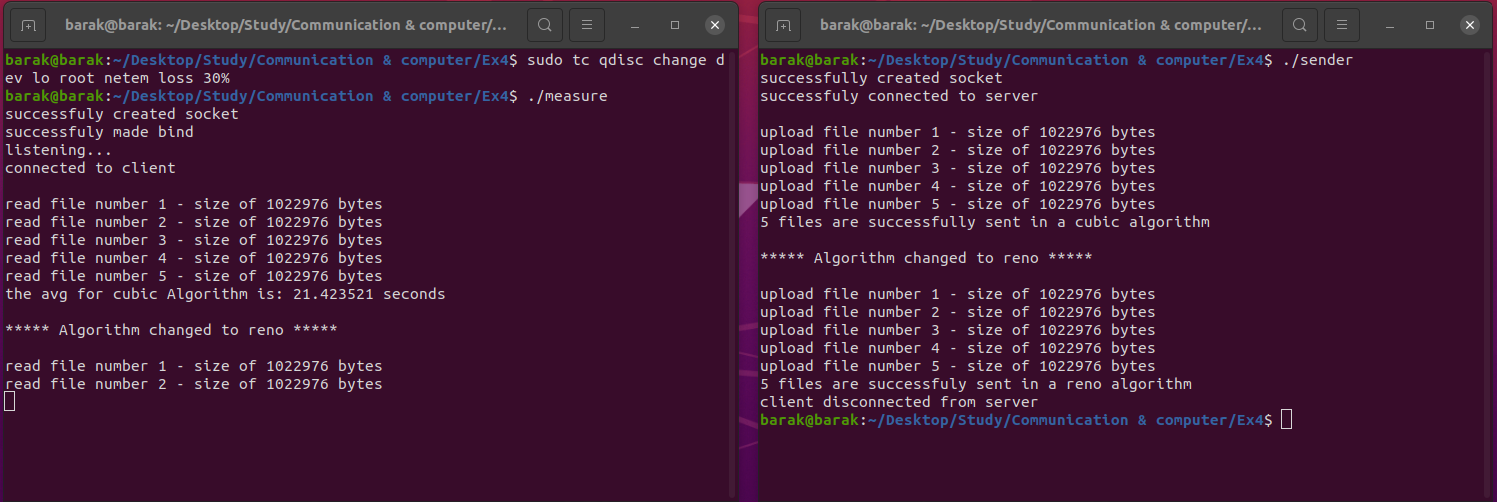 barak@barak: ~/Desktop/Study/Communication & computer/...
barak@barak:~/Desktop/Study/Communication & computer/Ex4$ sudo tc qdisc change d
ev lo root netem loss 30%
barak@barak:~/Desktop/Study/Communication & computer/Ex4$ ./measure
successfuly created socket
successfuly made bind
listening...
connected to client
read file number 1 - size of 1022976 bytes
read file number 2 - size of 1022976 bytes
read file number 3 - size of 1022976 bytes
read file number 4 - size of 1022976 bytes
read file number 5 - size of 1022976 bytes
the avg for cubic Algorithm is: 21.423521 seconds
***** Algorithm changed to reno *****
read file number 1 - size of 1022976 bytes
read file number 2 - size of 1022976 bytes
barak@barak: ~/Desktop/Study/Communication & computer/...
barak@barak:~/Desktop/Study/Communication & computer/Ex4$ ./sender
successfully created socket
successfuly connected to server
upload file number 1 - size of 1022976 bytes
upload file number 2 - size of 1022976 bytes
upload file number 3 - size of 1022976 bytes
upload file number 4 - size of 1022976 bytes
upload file number 5 - size of 1022976 bytes
5 files are successfully sent in a cubic algorithm
***** Algorithm changed to reno *****
upload file number 1 - size of 1022976 bytes
upload file number 2 - size of 1022976 bytes
upload file number 3 - size of 1022976 bytes
upload file number 4 - size of 1022976 bytes
upload file number 5 - size of 1022976 bytes
5 files are successfuly sent in a reno algorithm
client disconnected from server
barak@barak:~/Desktop/Study/Communication & computer/Ex4$